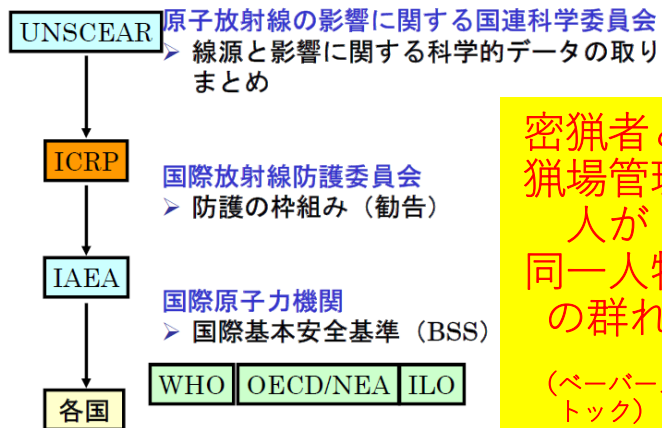 UNSCEAR
原子放射線の影響に関する国連科学委員会
➢ 線源と影響に関する科学的データの取り
まとめ
ICRP
国際放射線防護委員会
➢ 防護の枠組み（勧告）
IAEA
国際原子力機関
➢ 国際基本安全基準（BSS）
WHO OECD/NEA ILO
各国
密猟者
猟場管理
人が
同一人物
の群れ
（ベーバー
トック）